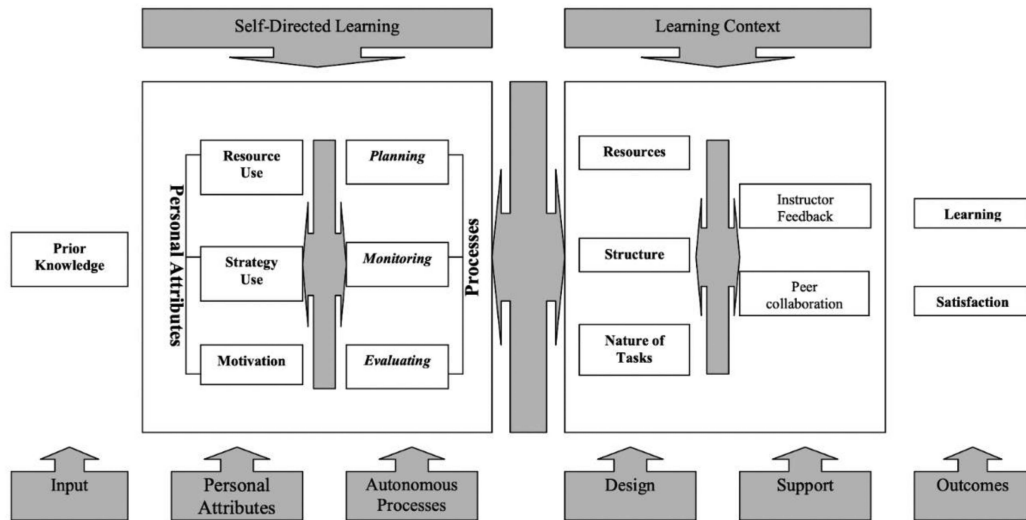 Self-Directed Learning
Learning Context
Prior
Knowledge
Personal Attributes
Resource
Use
Strategy
Use
Motivation
Planning
Monitoring
Evaluating
Processes
Resources
Structure
Nature of
Tasks
Instructor
Feedback
Peer
collaboration
Learning
Satisfaction
Input
Personal
Attributes
Autonomous
Processes
Design
Support
Outcomes